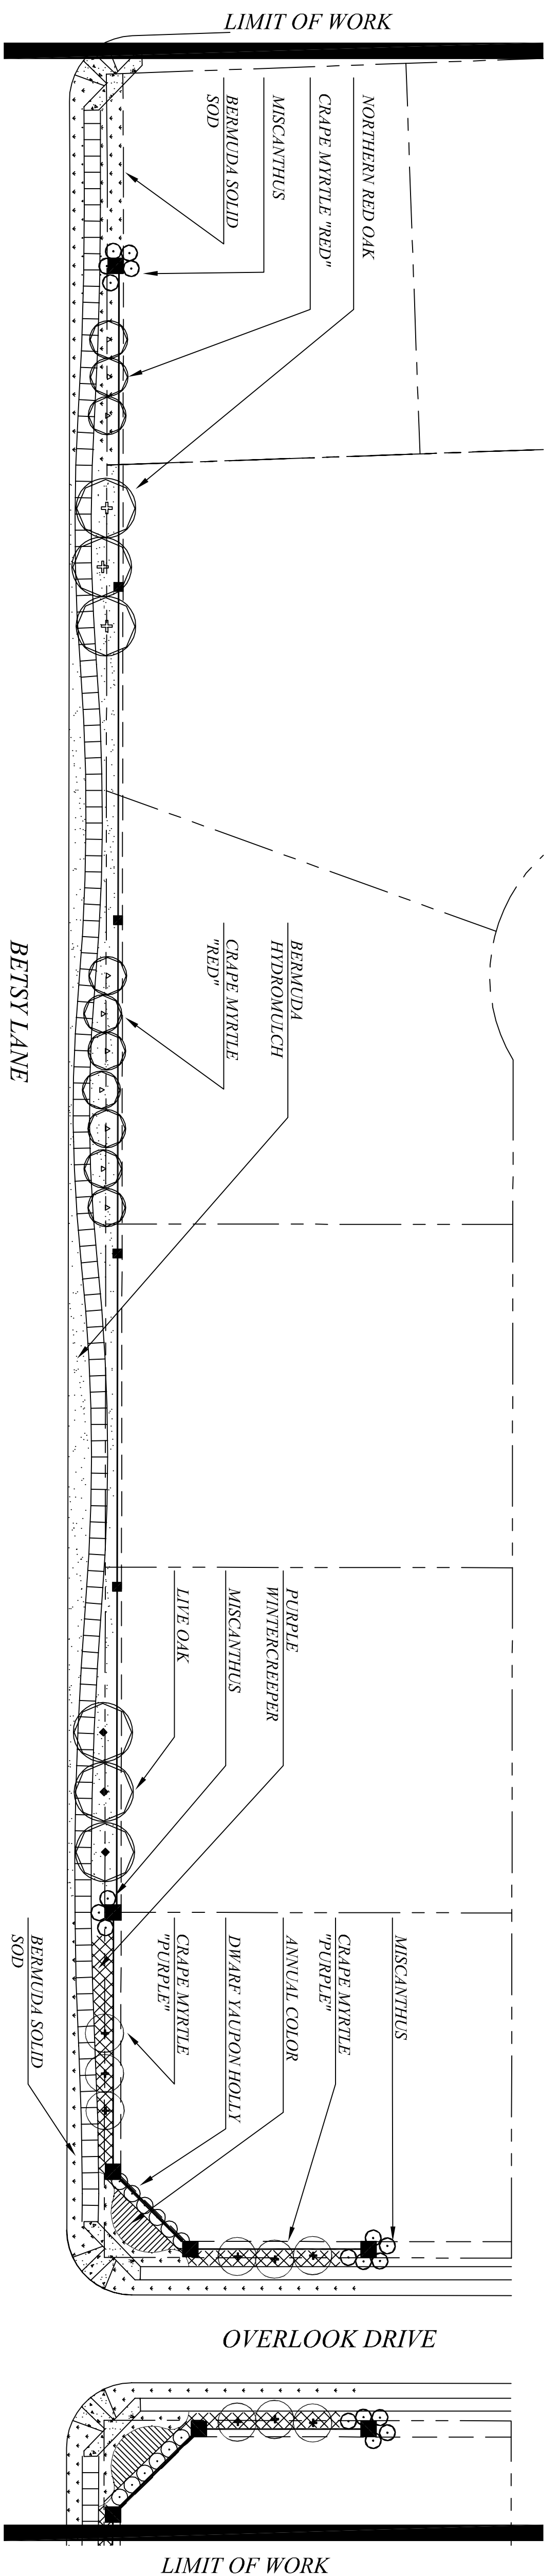 LIMIT OF WORK
NORTHERN RED OAK
CRAPE MYRTLE "RED"
MISCANTHUS
BERMUDA SOLID
SOD
BERMUDA
HYDROMULCH
CRAPE MYRTLE
"RED"
BETSY LANE
PURPLE
WINTERCREEPER
MISCANTHUS
LIVE OAK
MISCANTHUS
CRAPE MYRTLE
"PURPLE"
ANNUAL COLOR
DWARF YAUPON HOLLY
CRAPE MYRTLE
"PURPLE"
BERMUDA SOLID
SOD
OVERLOOK DRIVE
LIMIT OF WORK